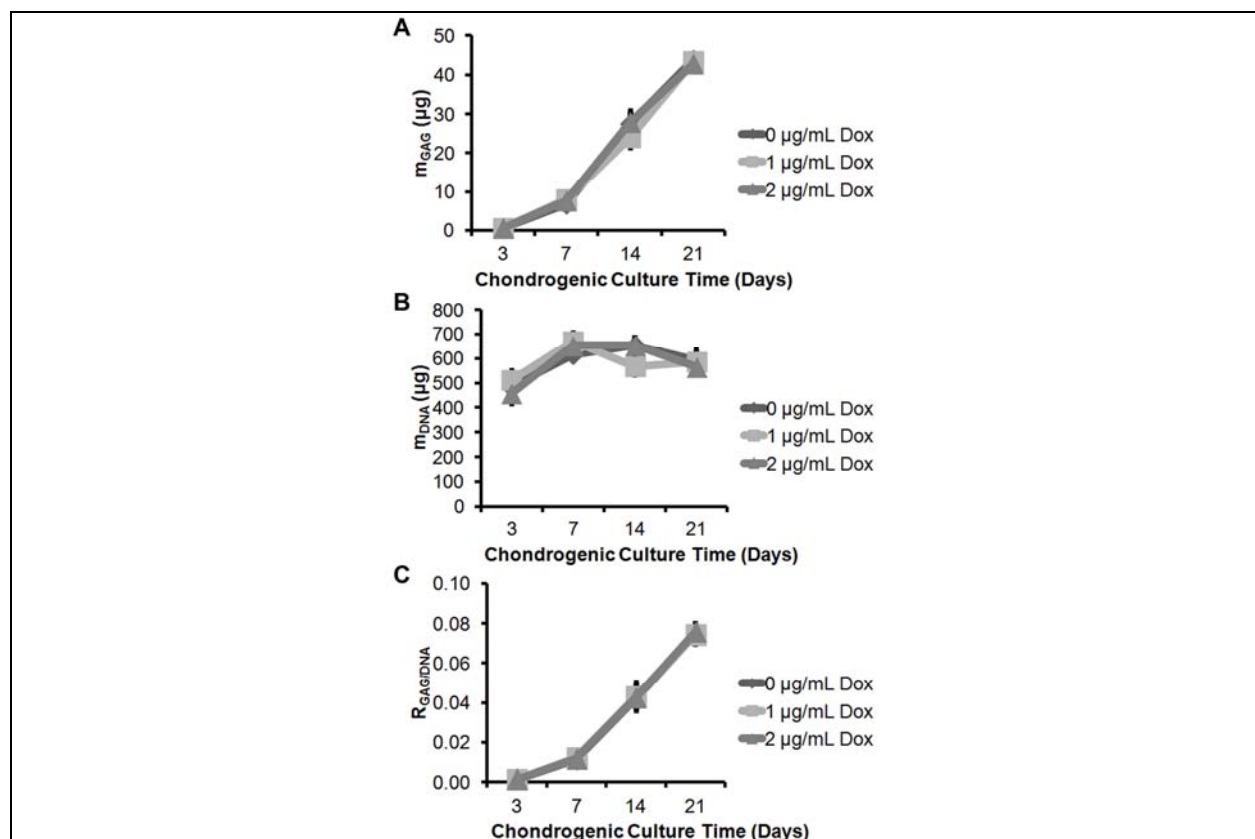 A
50
40
30
20
10
0
m_GAG (µg)
3 7 14 21
Chondrogenic Culture Time (Days)
0 µg/mL Dox
1 µg/mL Dox
2 µg/mL Dox
B
800
700
600
500
400
300
200
100
0
m_DNA (µg)
3 7 14 21
Chondrogenic Culture Time (Days)
0 µg/mL Dox
1 µg/mL Dox
2 µg/mL Dox
C
0.10
0.08
0.06
0.04
0.02
0.00
R_GAG/DNA
3 7 14 21
Chondrogenic Culture Time (Days)
0 µg/mL Dox
1 µg/mL Dox
2 µg/mL Dox